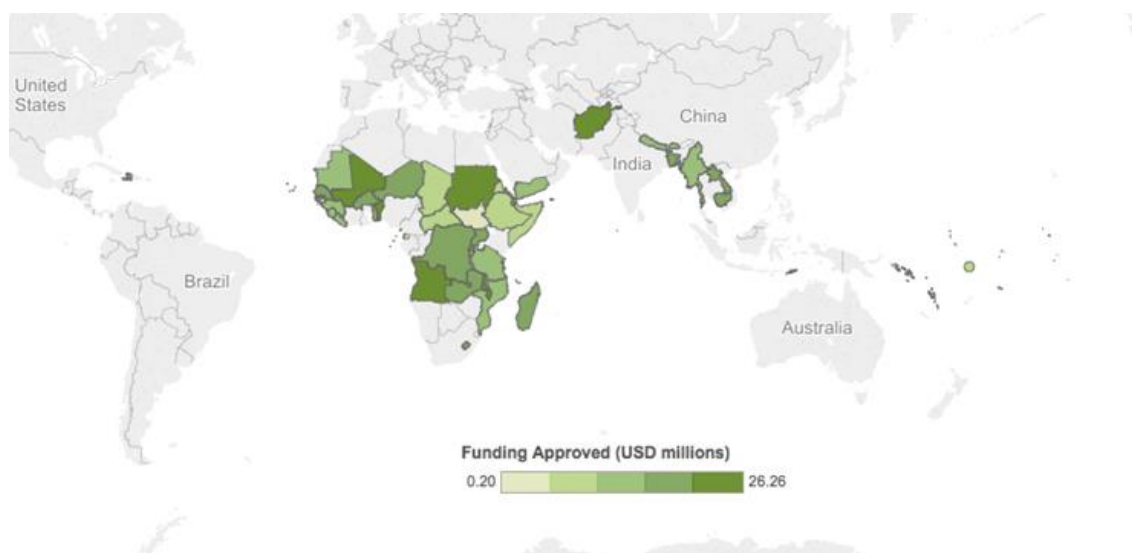 United
States
China
India
Brazil
Australia
Funding Approved (USD millions)
0.20 26.26